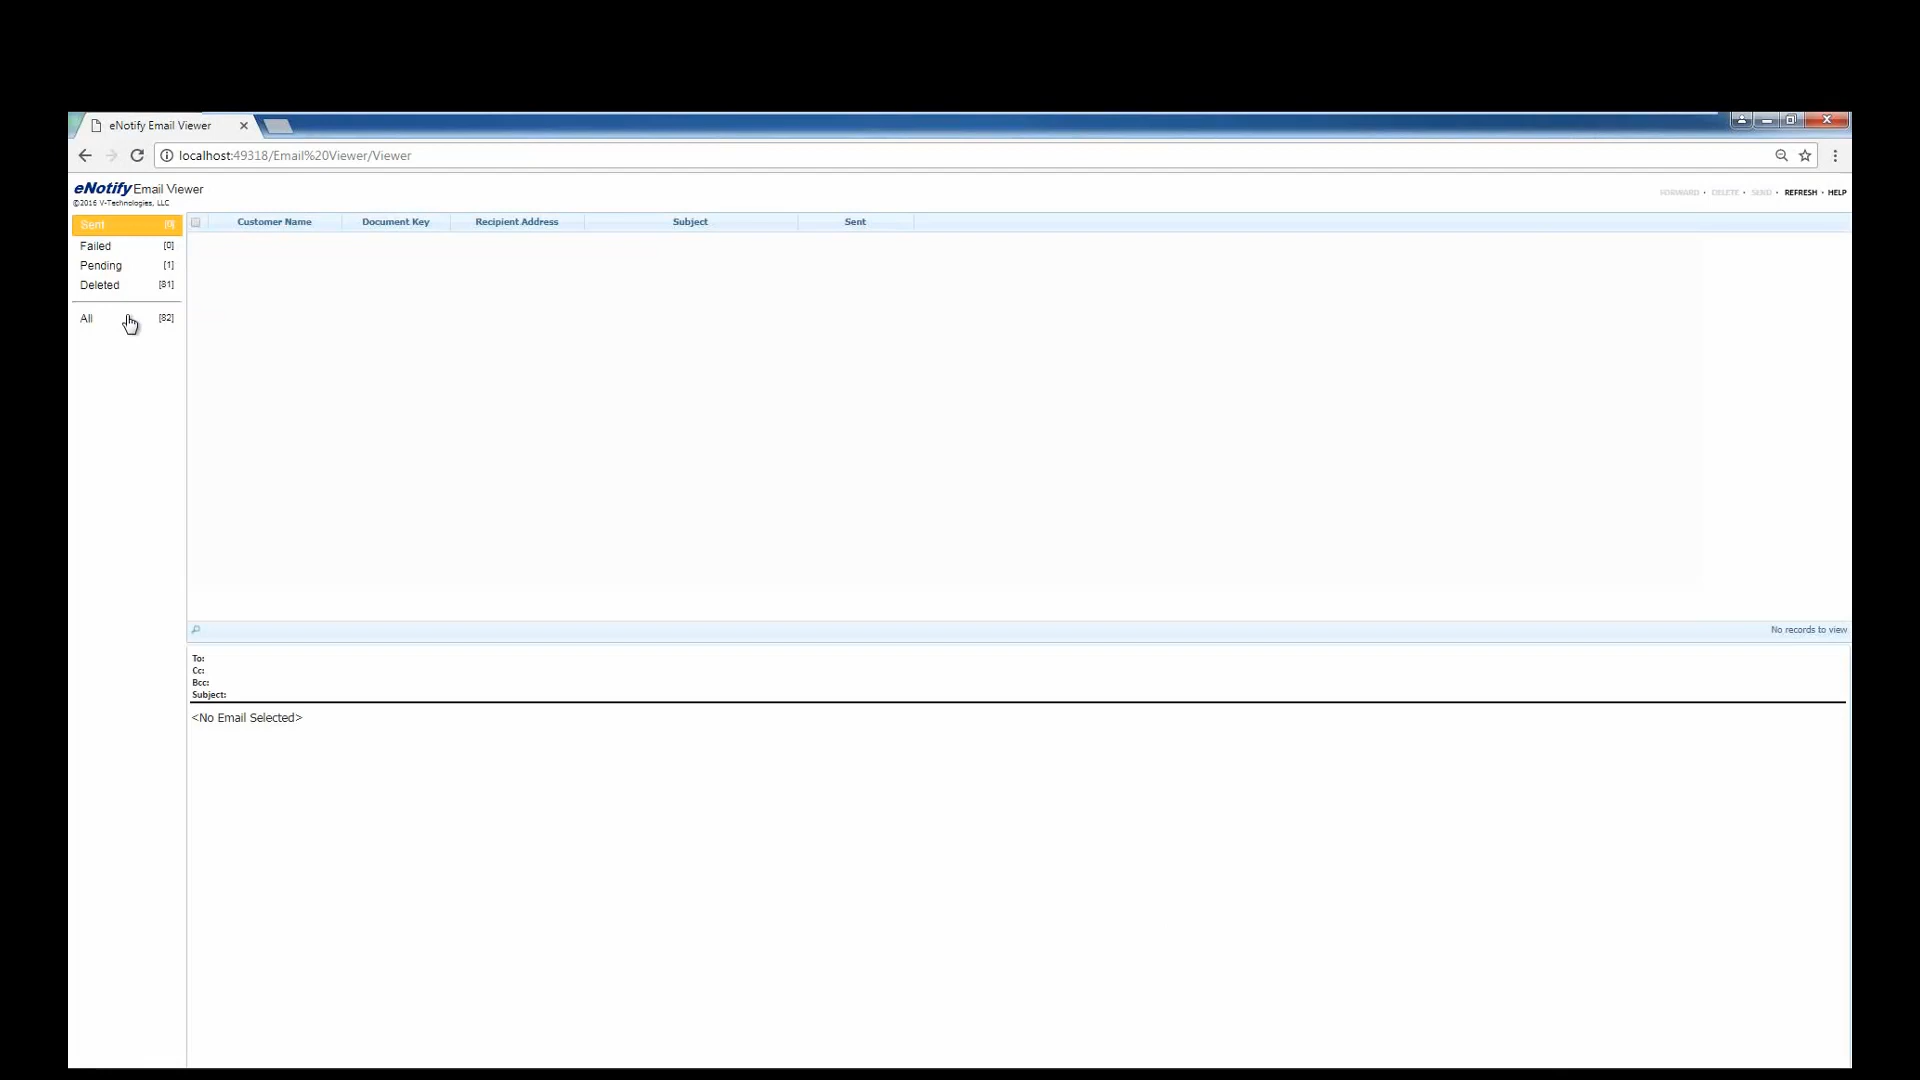 eNotify Email Viewer
localhost:49318/Email%20Viewer/Viewer
eNotify Email Viewer
©2016 V-Technologies, LLC
FORWARD · DELETE · SEND · REFRESH · HELP
Sent [0]
Failed [0]
Pending [1]
Deleted [81]
All [82]
Customer Name Document Key Recipient Address Subject Sent
No records to view
To:
Cc:
Bcc:
Subject:
<No Email Selected>